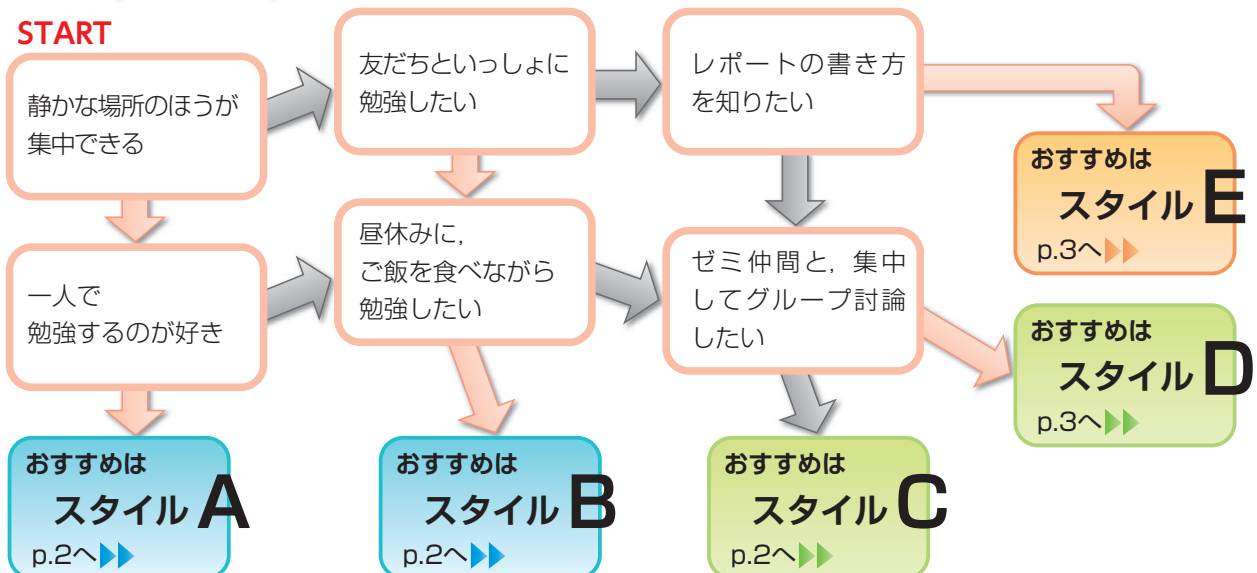 START
静かな場所のほうが
集中できる
友だちといっしょに
勉強したい
レポートの書き方
を知りたい
一人で
勉強するのが好き
昼休みに，
ご飯を食べながら
勉強したい
ゼミ仲間と，集中
してグループ討論
したい
おすすめは
スタイルE
p.3へ
おすすめは
スタイルD
p.3へ
おすすめは
スタイルA
p.2へ
おすすめは
スタイルB
p.2へ
おすすめは
スタイルC
p.2へ